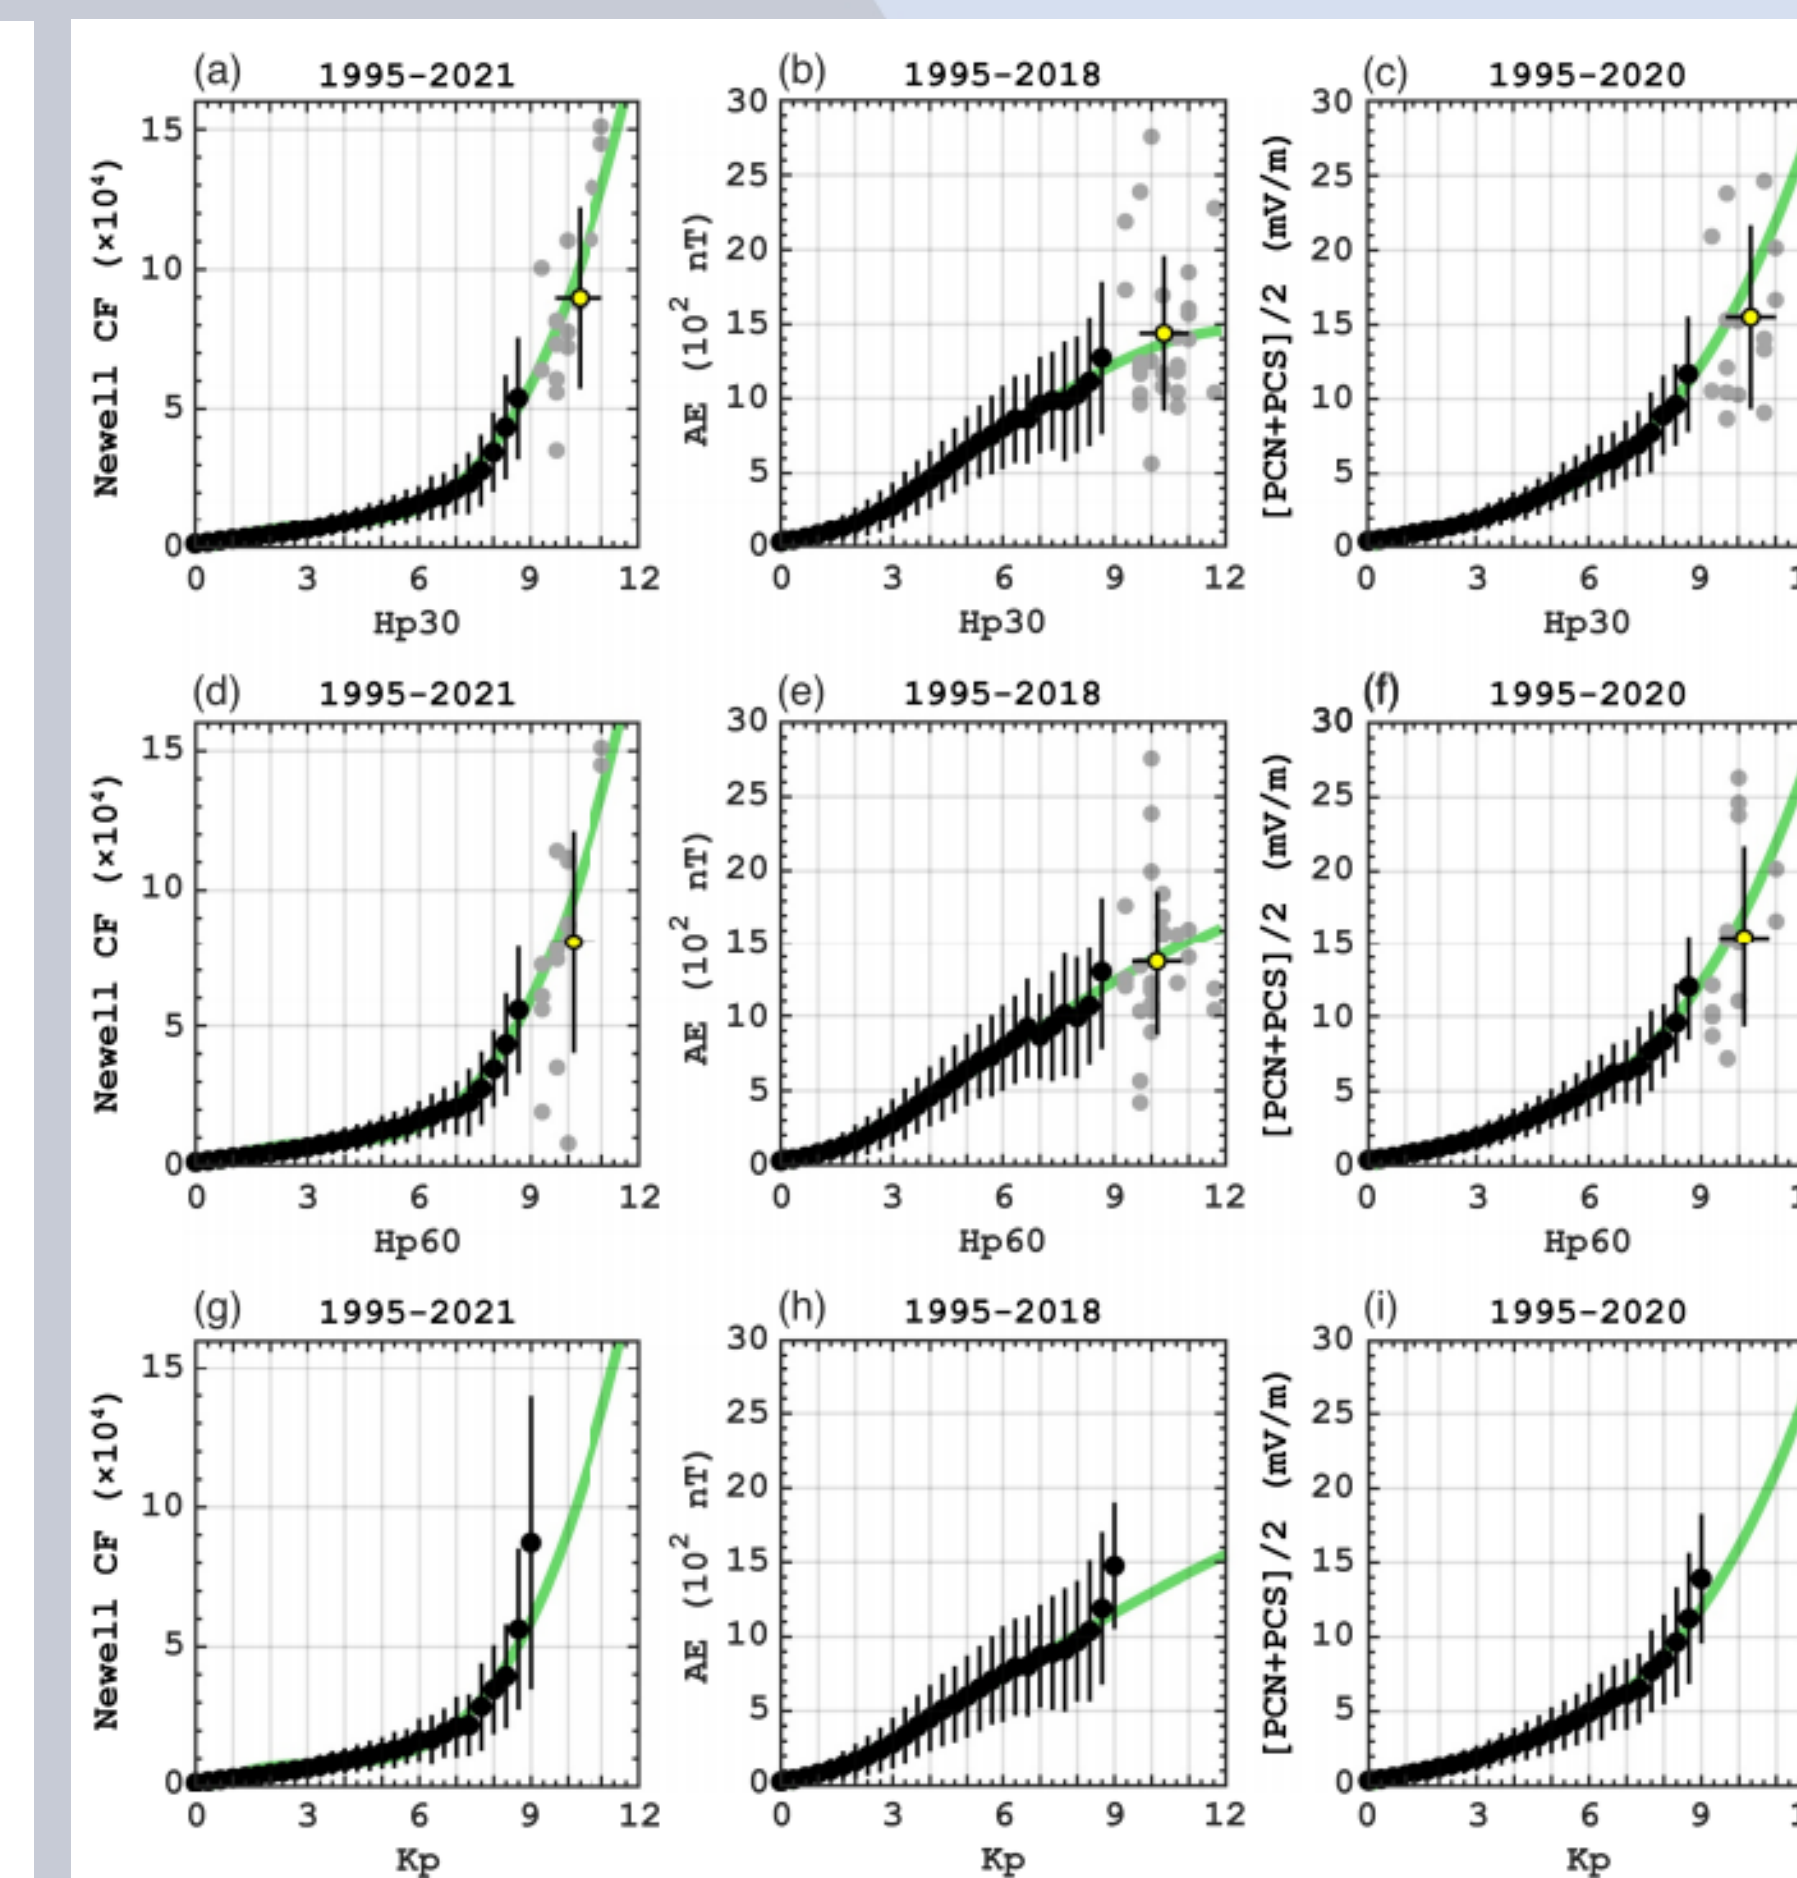 (a) 1995-2021
Newell CF (×10⁴)
15
10
5
0
0 3 6 9 12
Hp30
(b) 1995-2018
AE (10² nT)
30
25
20
15
10
5
0
0 3 6 9 12
Hp30
(c) 1995-2020
[PCN+PCS]/2 (mV/m)
30
25
20
15
10
5
0
0 3 6 9
Hp30
(d) 1995-2021
Newell CF (×10⁴)
15
10
5
0
0 3 6 9 12
Hp60
(e) 1995-2018
AE (10² nT)
30
25
20
15
10
5
0
0 3 6 9 12
Hp60
(f) 1995-2020
[PCN+PCS]/2 (mV/m)
30
25
20
15
10
5
0
0 3 6 9
Hp60
(g) 1995-2021
Newell CF (×10⁴)
15
10
5
0
0 3 6 9 12
Kp
(h) 1995-2018
AE (10² nT)
30
25
20
15
10
5
0
0 3 6 9 12
Kp
(i) 1995-2020
[PCN+PCS]/2 (mV/m)
30
25
20
15
10
5
0
0 3 6 9
Kp